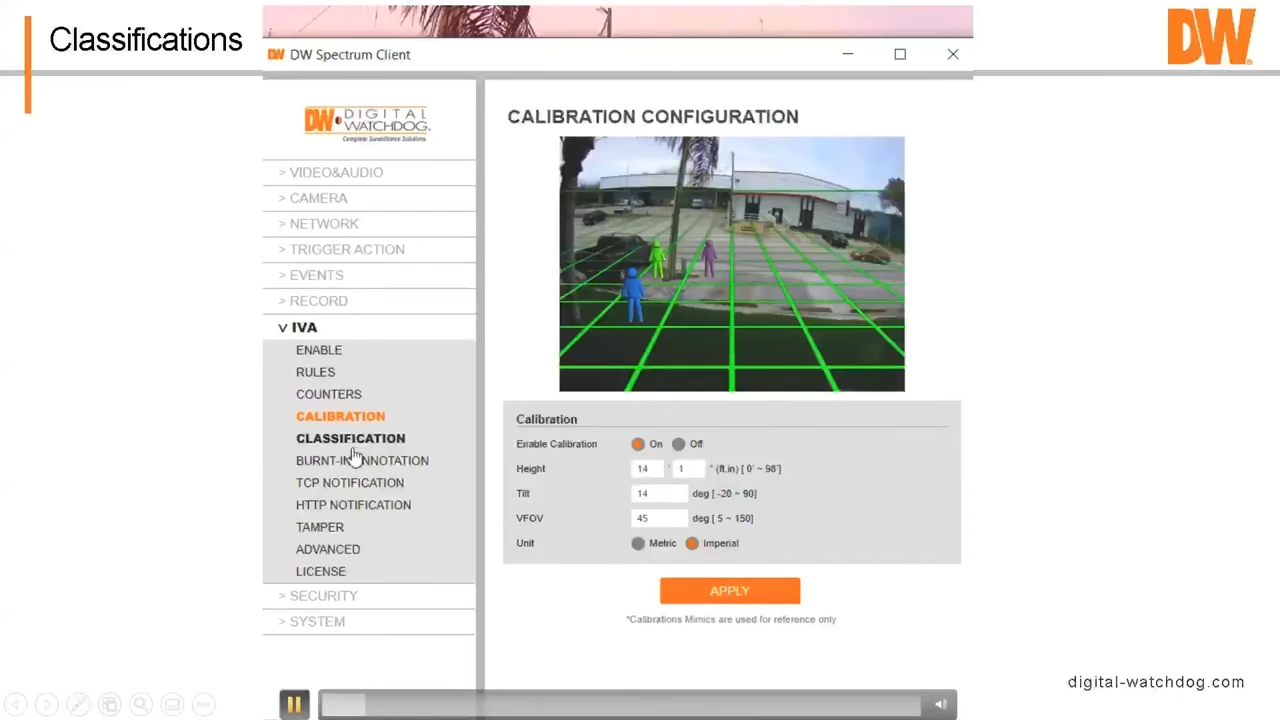 Classifications
DW
DW Spectrum Client
DW DIGITAL WATCHDOG
Complete Surveillance Solutions
> VIDEO&AUDIO
> CAMERA
> NETWORK
> TRIGGER ACTION
> EVENTS
> RECORD
v IVA
ENABLE
RULES
COUNTERS
CALIBRATION
CLASSIFICATION
BURNT-IN ANNOTATION
TCP NOTIFICATION
HTTP NOTIFICATION
TAMPER
ADVANCED
LICENSE
> SECURITY
> SYSTEM
CALIBRATION CONFIGURATION
Calibration
Enable Calibration On Off
Height 14 ' 1 " (ft,in) [ 0' ~ 98']
Tilt 14 deg [ -20 ~ 90]
VFOV 45 deg [ 5 ~ 150]
Unit Metric Imperial
APPLY
*Calibrations Mimics are used for reference only
digital-watchdog.com